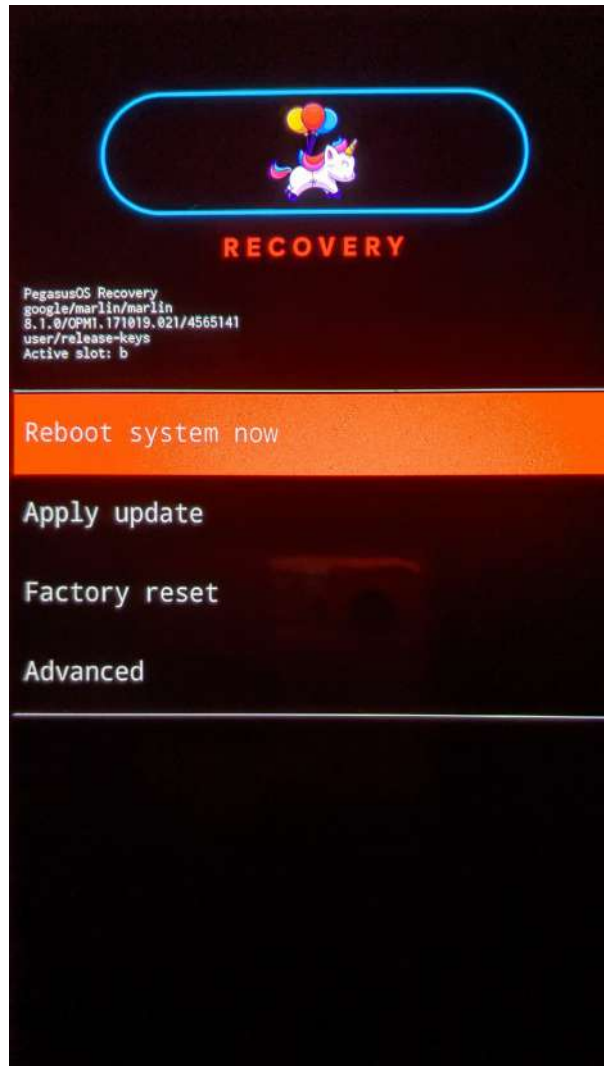 RECOVERY
PegasusOS Recovery
google/marlin/marlin
8.1.0/OPM1.171019.021/4565141
user/release-keys
Active slot: b
Reboot system now
Apply update
Factory reset
Advanced